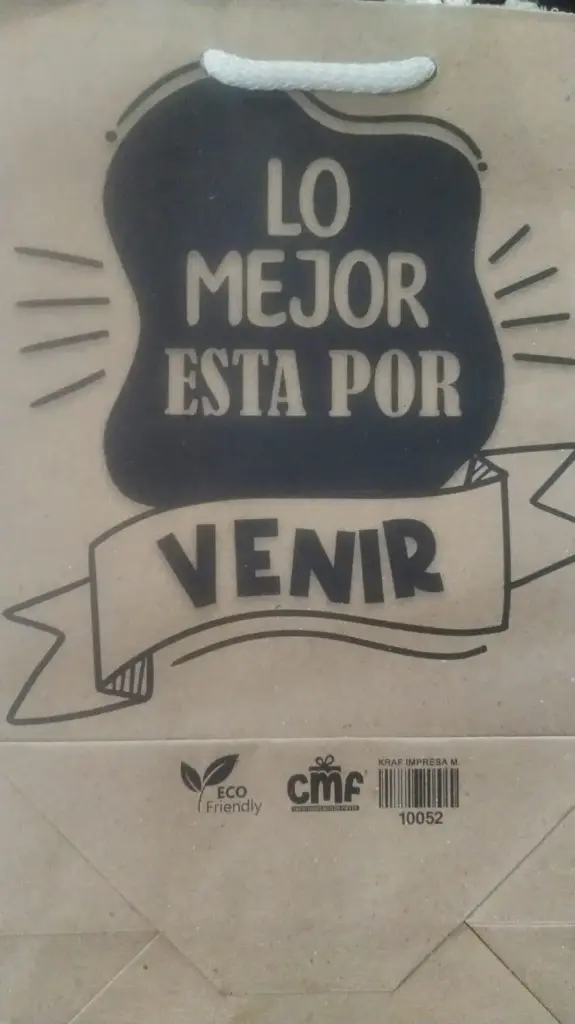 LO
MEJOR
ESTA POR
VENIR
ECO
Friendly
CMF
KRAF IMPRESA M.
10052